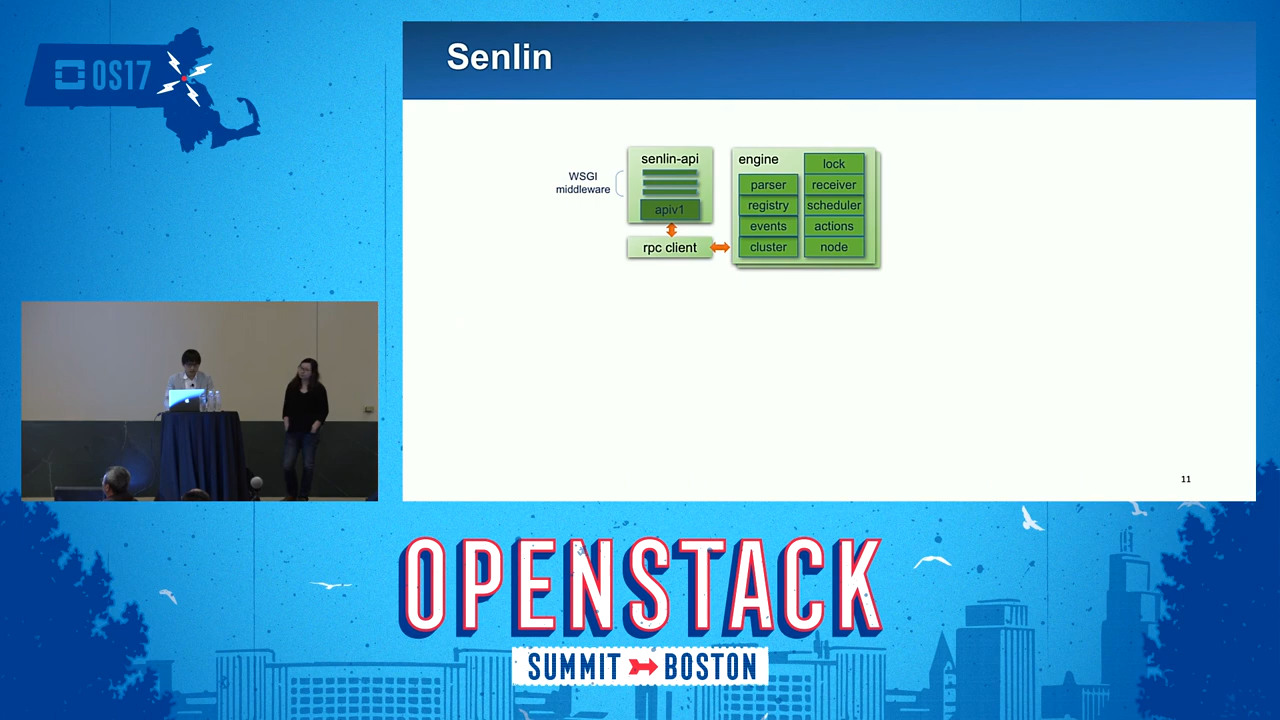 OS17
Senlin
WSGI
middleware
senlin-api
apiv1
rpc client
engine
parser
registry
events
cluster
lock
receiver
scheduler
actions
node
11
OPENSTACK
SUMMIT BOSTON